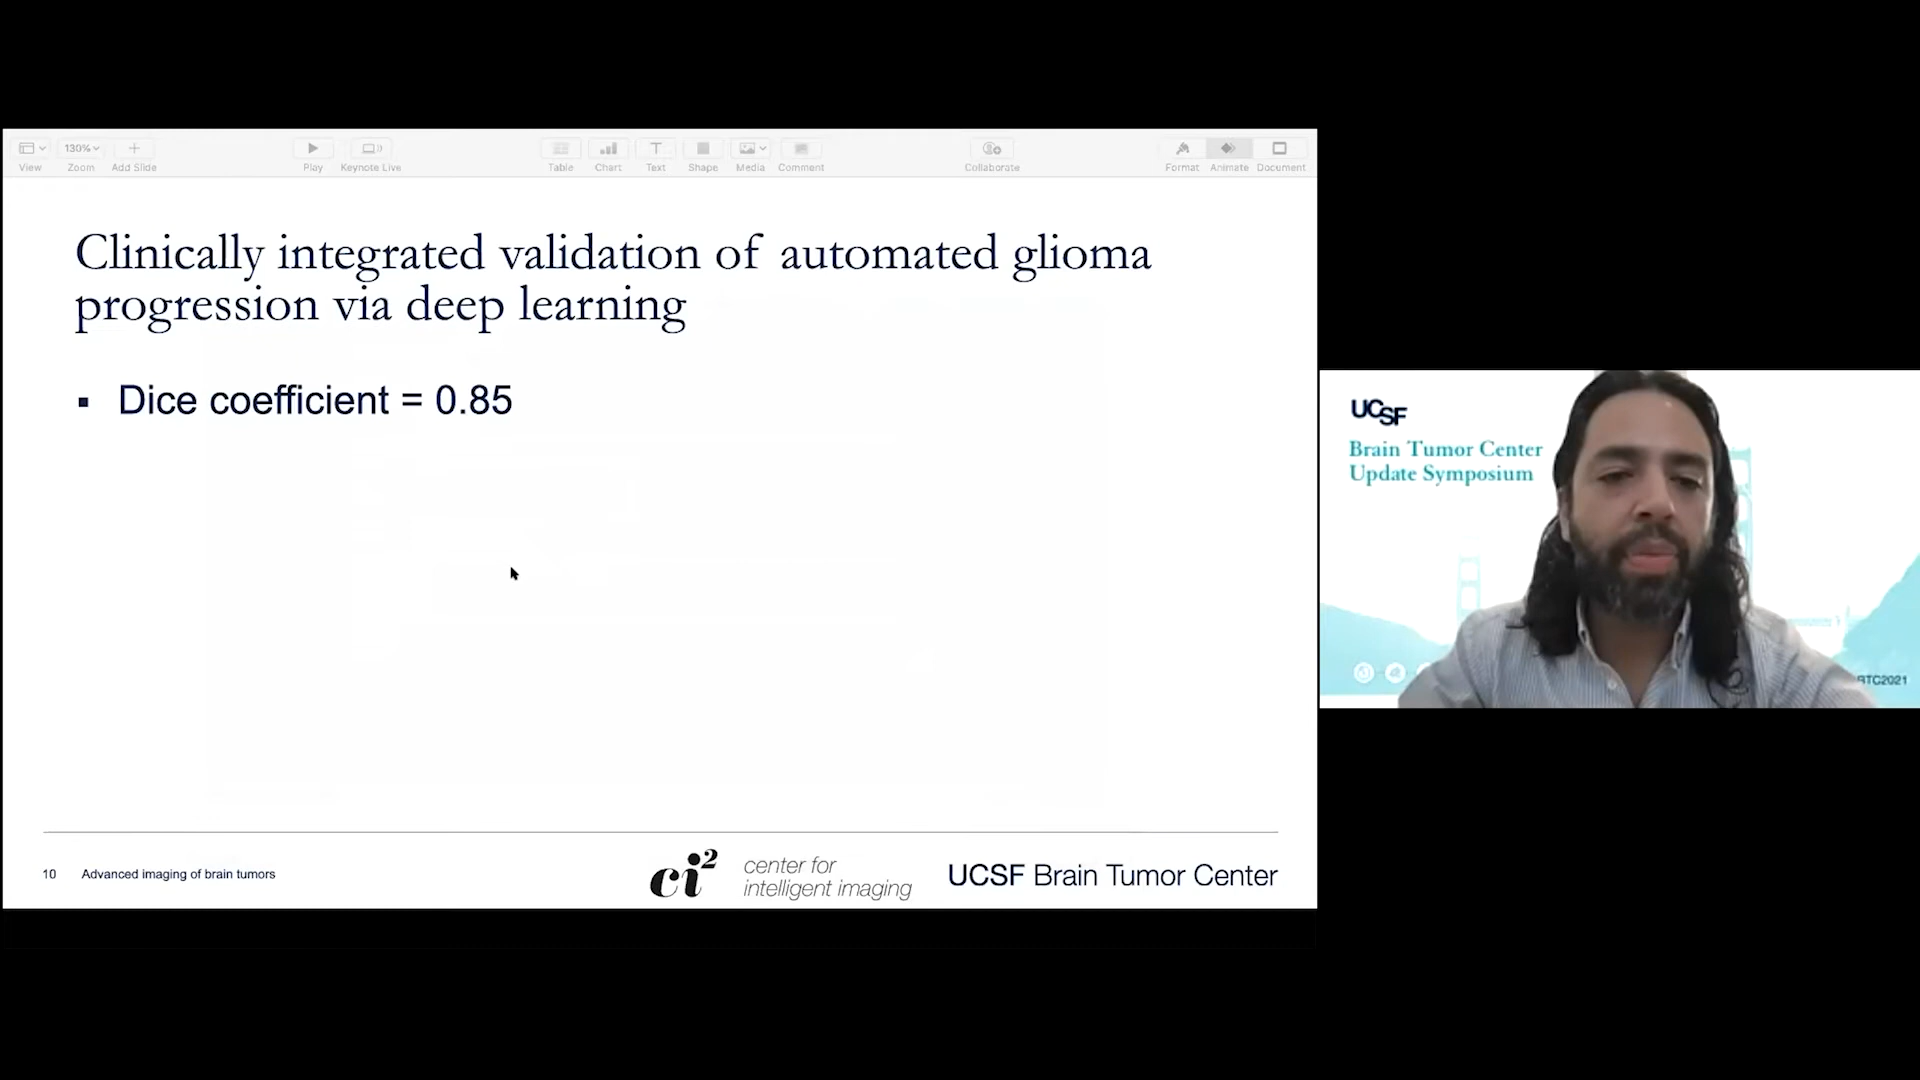 130%
View
Zoom
Add Slide
Play
Keynote Live
Table
Chart
Text
Shape
Media
Comment
Collaborate
Format
Animate
Document
Clinically integrated validation of automated glioma
progression via deep learning
▪ Dice coefficient = 0.85
10 Advanced imaging of brain tumors
ci²
center for
intelligent imaging
UCSF Brain Tumor Center
UCSF
Brain Tumor Center
Update Symposium
BTC2021